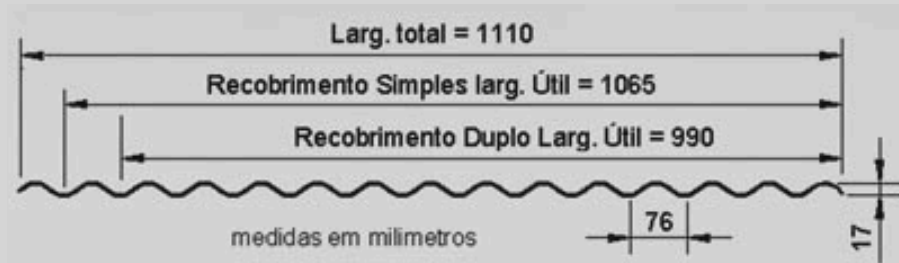 Larg. total = 1110
Recobrimento Simples larg. Útil = 1065
Recobrimento Duplo Larg. Útil = 990
medidas em milimetros
76
17